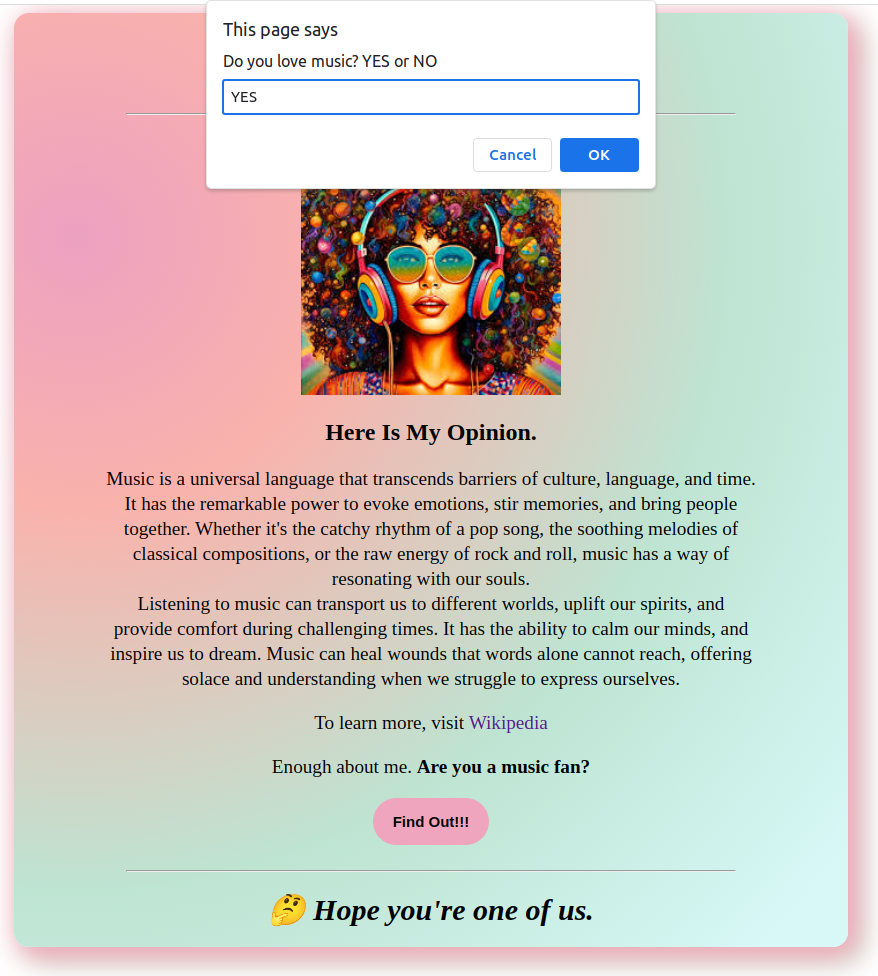 This page says
Do you love music? YES or NO
YES
Cancel OK
Here Is My Opinion.
Music is a universal language that transcends barriers of culture, language, and time.
It has the remarkable power to evoke emotions, stir memories, and bring people
together. Whether it's the catchy rhythm of a pop song, the soothing melodies of
classical compositions, or the raw energy of rock and roll, music has a way of
resonating with our souls.
Listening to music can transport us to different worlds, uplift our spirits, and
provide comfort during challenging times. It has the ability to calm our minds, and
inspire us to dream. Music can heal wounds that words alone cannot reach, offering
solace and understanding when we struggle to express ourselves.
To learn more, visit Wikipedia
Enough about me. Are you a music fan?
Find Out!!!
🤔 Hope you're one of us.